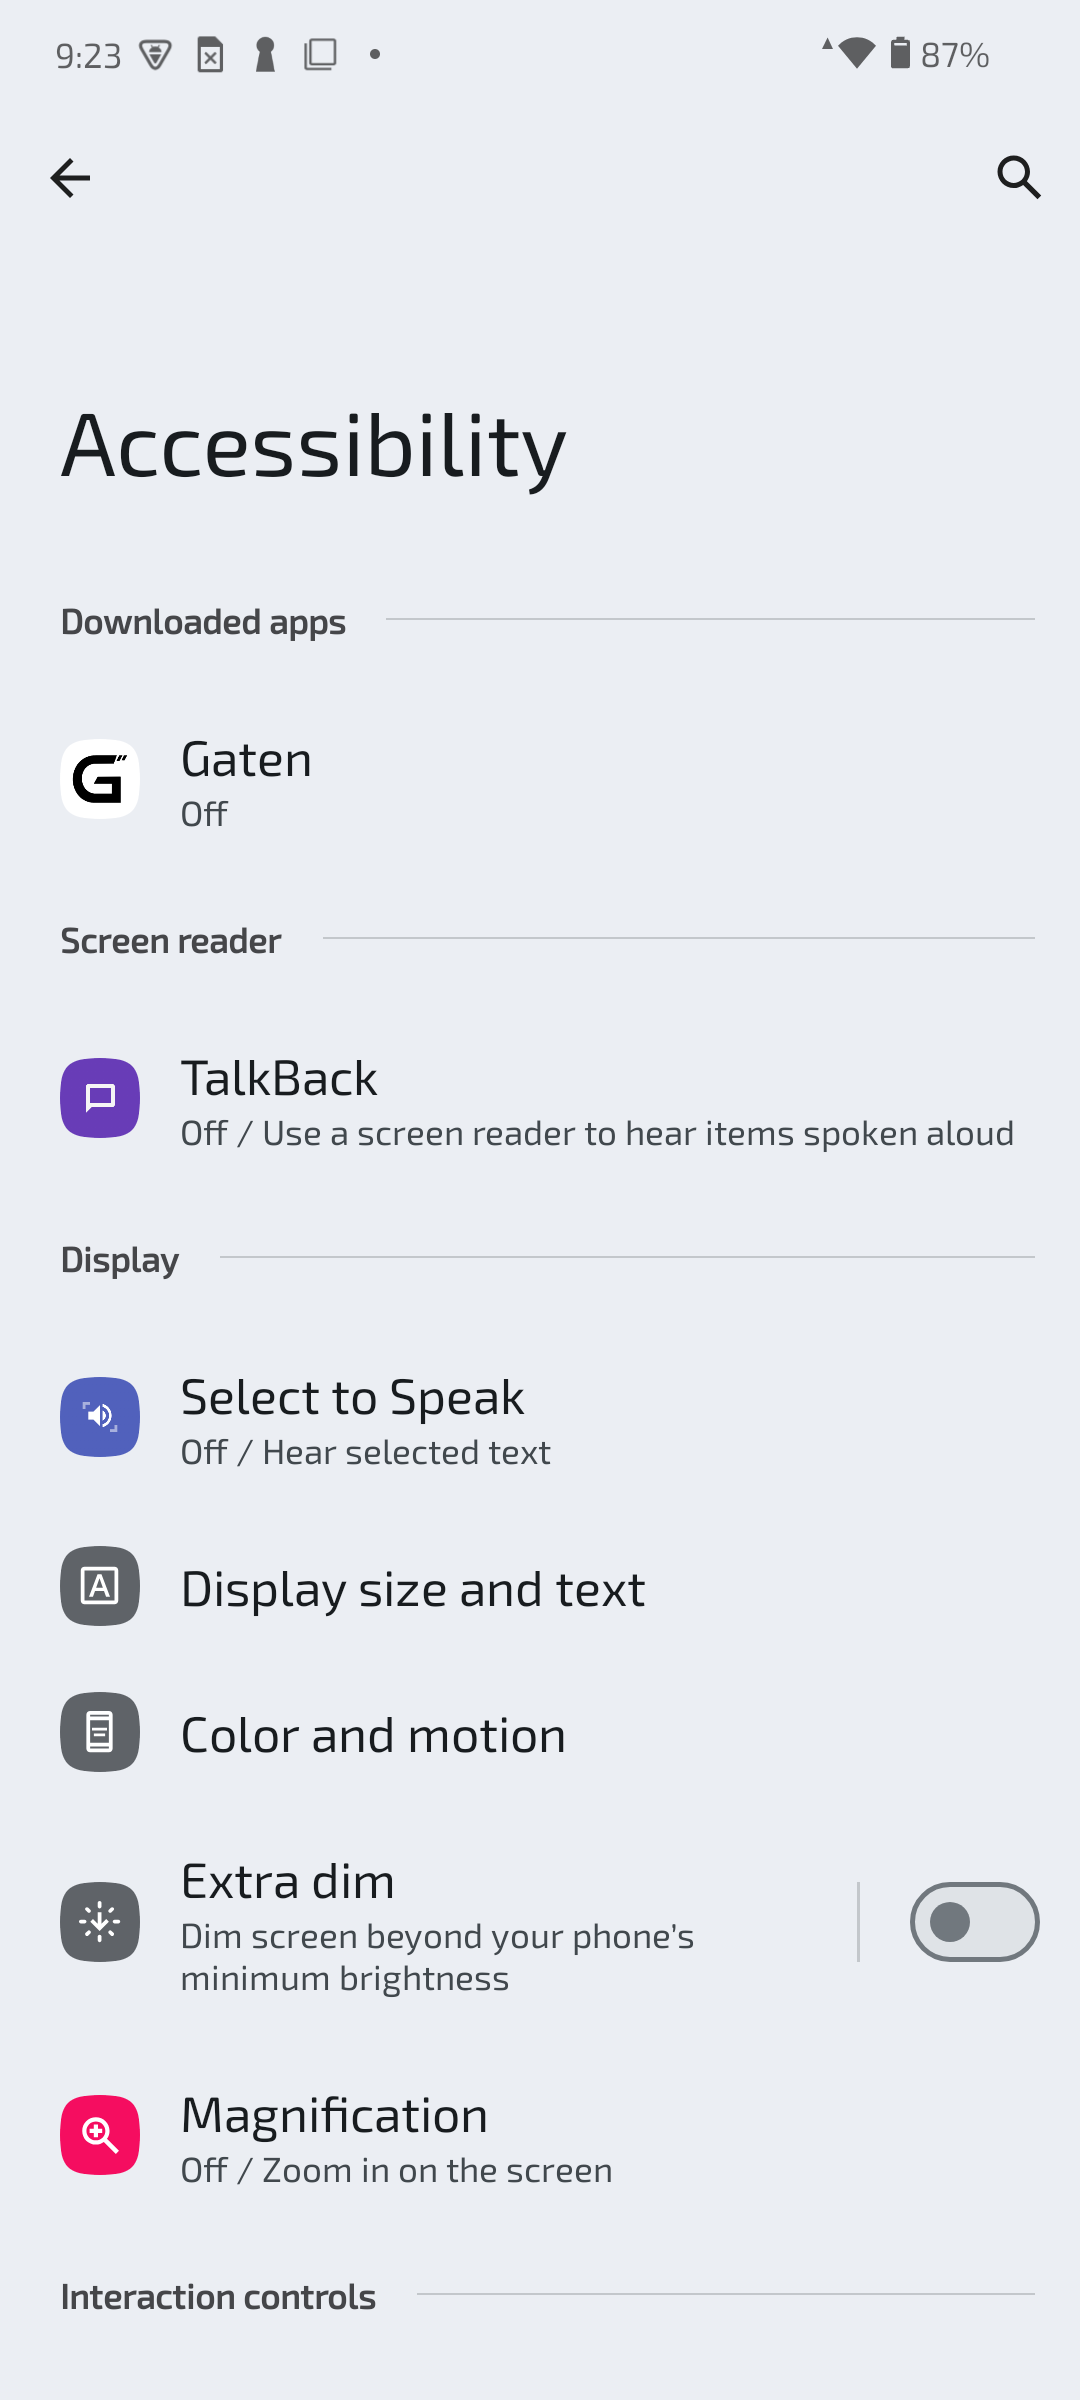 9:23 87%
Accessibility
Downloaded apps
Gaten
Off
Screen reader
TalkBack
Off / Use a screen reader to hear items spoken aloud
Display
Select to Speak
Off / Hear selected text
Display size and text
Color and motion
Extra dim
Dim screen beyond your phone’s
minimum brightness
Magnification
Off / Zoom in on the screen
Interaction controls